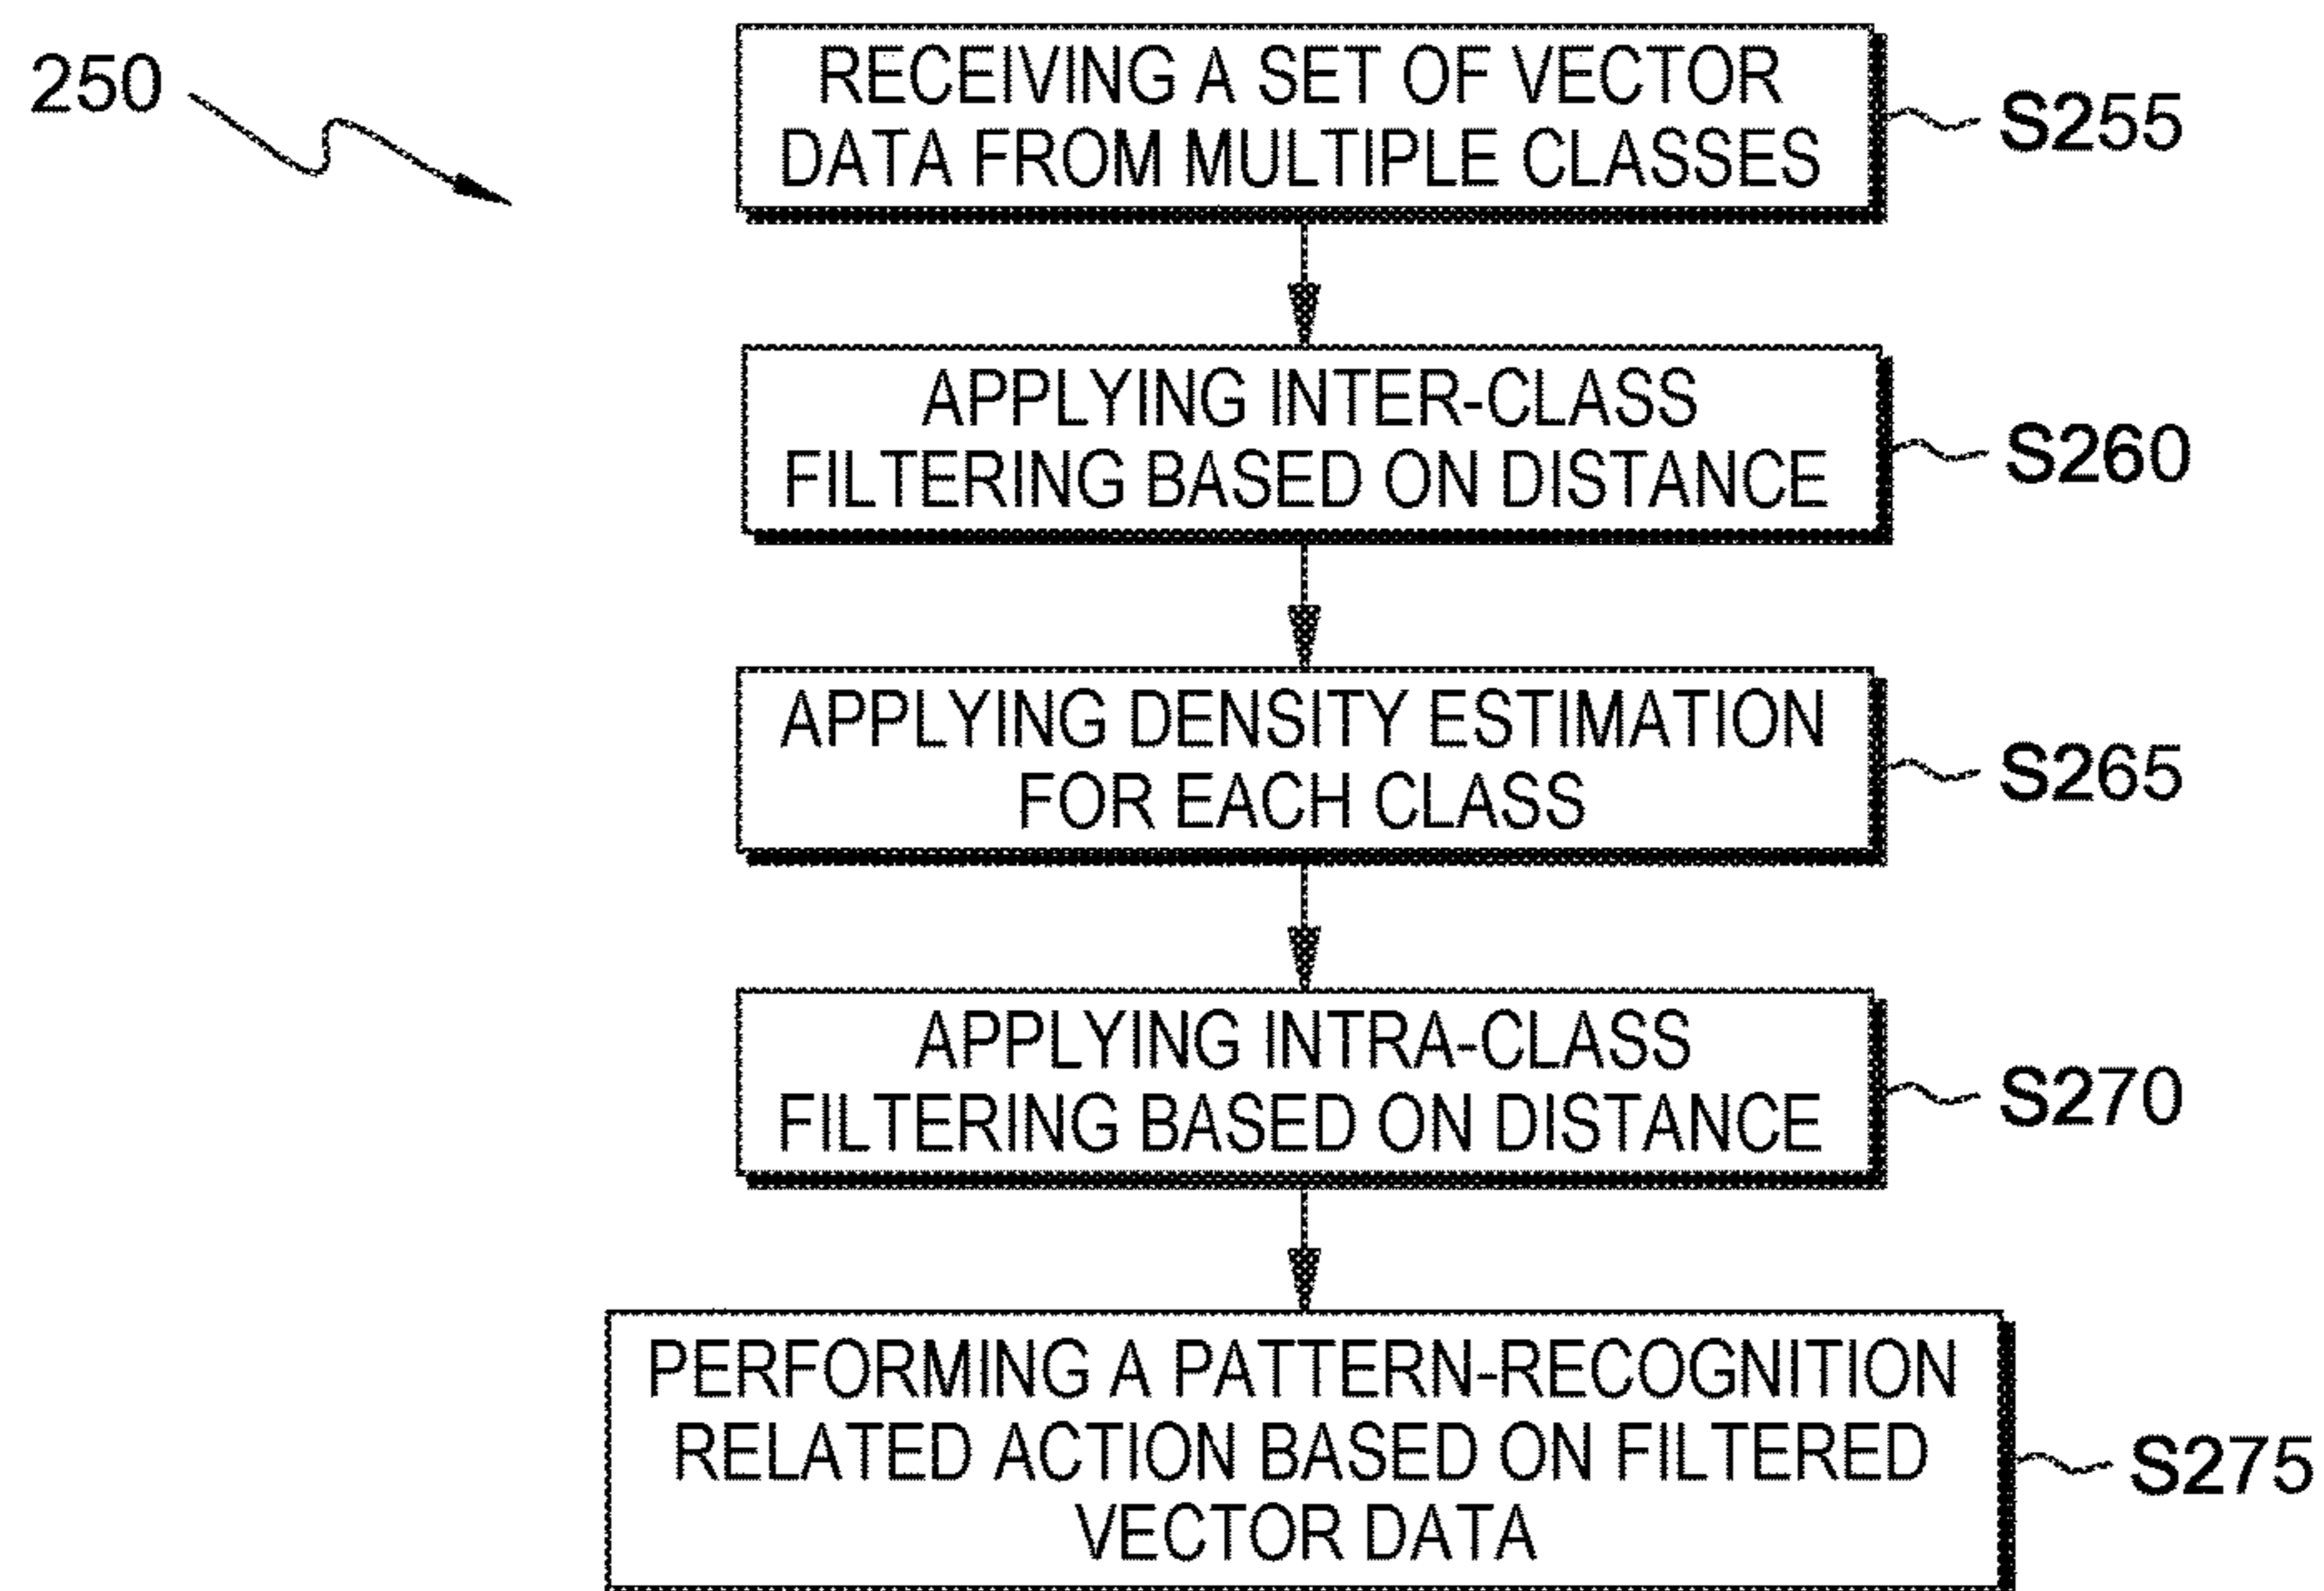 250
RECEIVING A SET OF VECTOR
DATA FROM MULTIPLE CLASSES
S255
APPLYING INTER-CLASS
FILTERING BASED ON DISTANCE
S260
APPLYING DENSITY ESTIMATION
FOR EACH CLASS
S265
APPLYING INTRA-CLASS
FILTERING BASED ON DISTANCE
S270
PERFORMING A PATTERN-RECOGNITION
RELATED ACTION BASED ON FILTERED
VECTOR DATA
S275